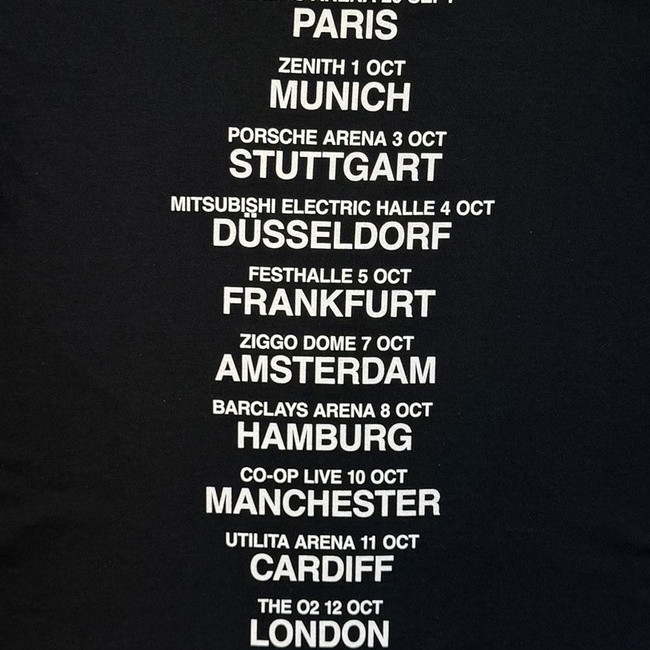 PARIS
ZENITH 1 OCT
MUNICH
PORSCHE ARENA 3 OCT
STUTTGART
MITSUBISHI ELECTRIC HALLE 4 OCT
DÜSSELDORF
FESTHALLE 5 OCT
FRANKFURT
ZIGGO DOME 7 OCT
AMSTERDAM
BARCLAYS ARENA 8 OCT
HAMBURG
CO-OP LIVE 10 OCT
MANCHESTER
UTILITA ARENA 11 OCT
CARDIFF
THE O2 12 OCT
LONDON